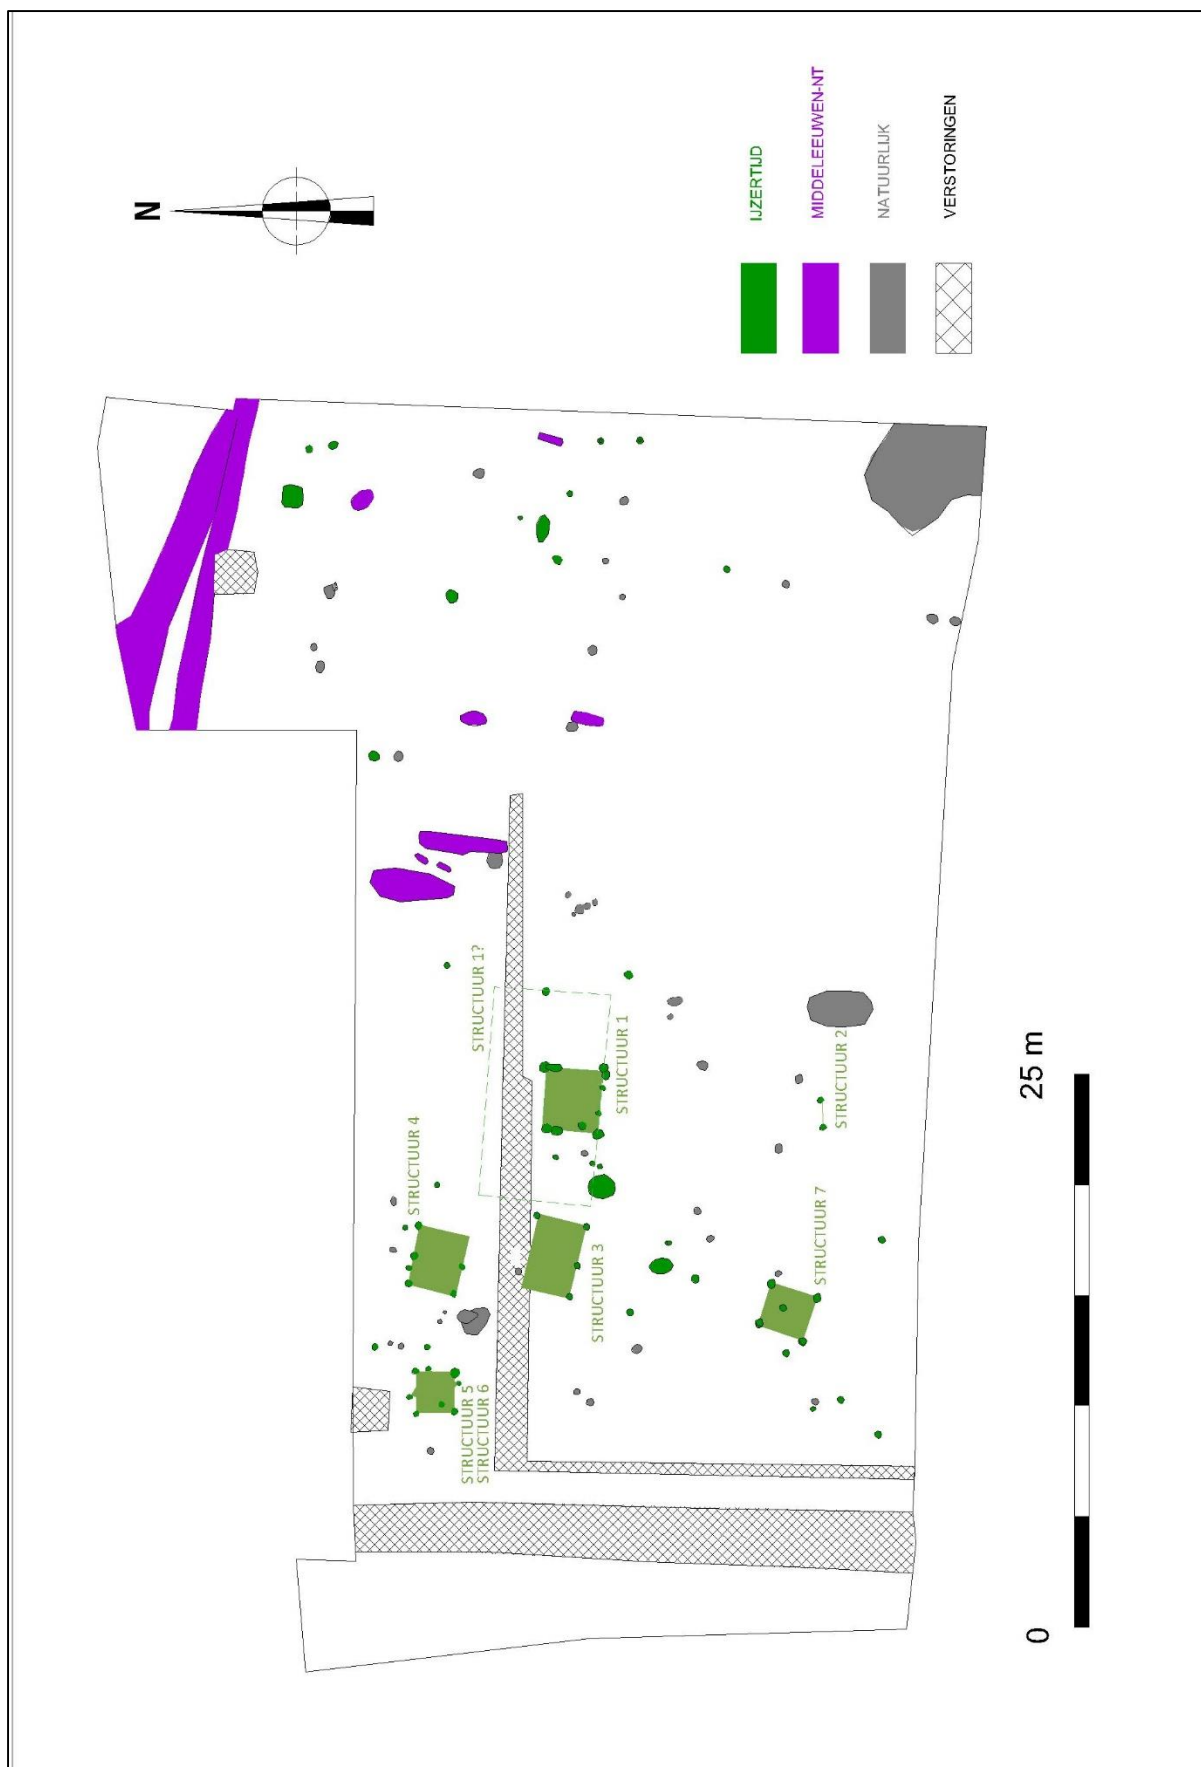 N
IJZERTIJD
MIDDELEEUWEN-NT
NATUURLIJK
VERSTORINGEN
STRUCTUUR 1?
STRUCTUUR 1
STRUCTUUR 2
STRUCTUUR 4
STRUCTUUR 3
STRUCTUUR 7
STRUCTUUR 5
STRUCTUUR 6
0
25 m